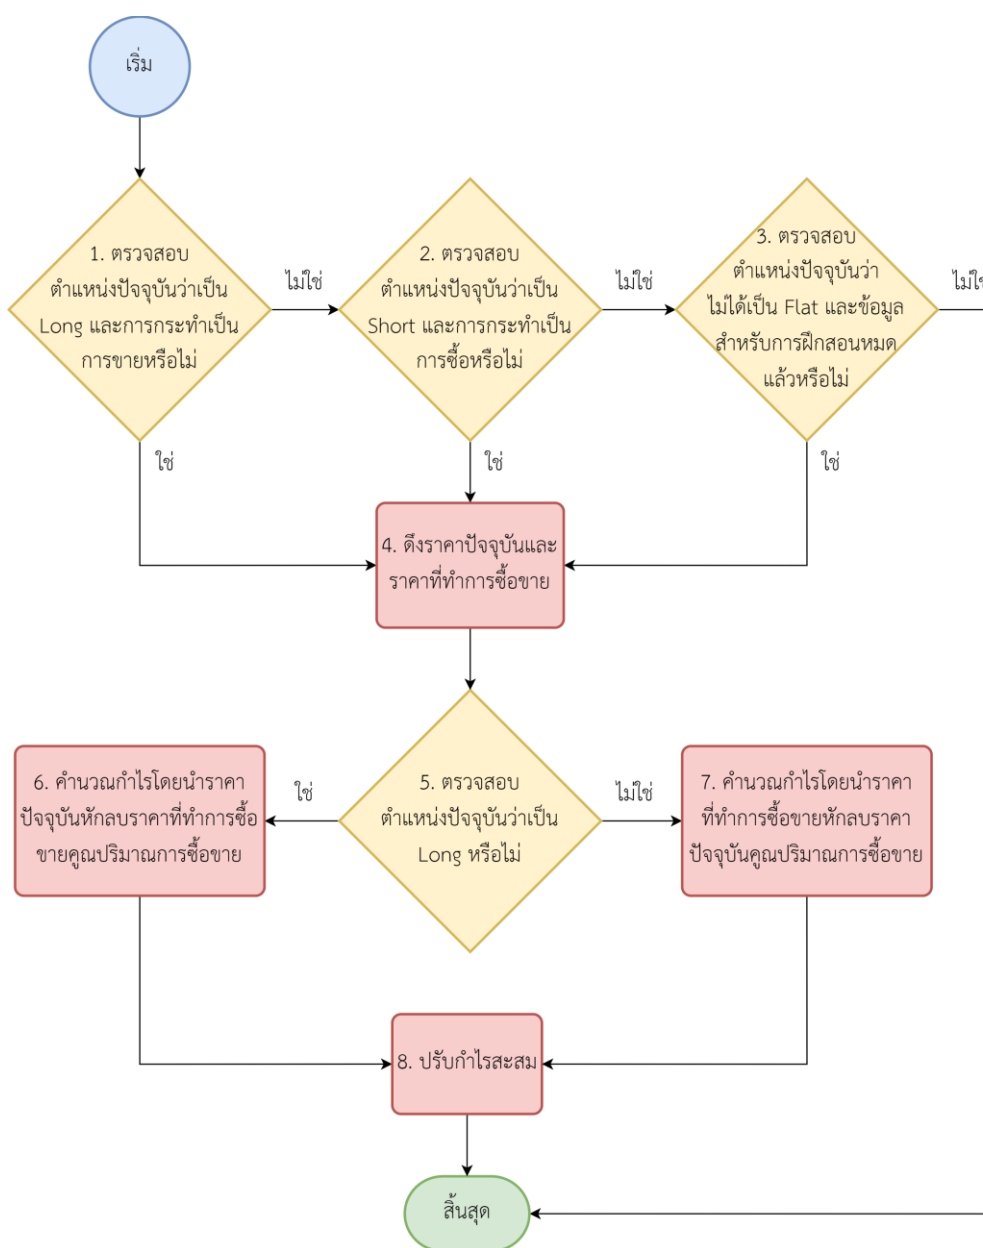 เริ่ม
1. ตรวจสอบ
ตำแหน่งปัจจุบันว่าเป็น
Long และการกระทำเป็น
การขายหรือไม่
ไม่ใช่
2. ตรวจสอบ
ตำแหน่งปัจจุบันว่าเป็น
Short และการกระทำเป็น
การซื้อหรือไม่
ไม่ใช่
3. ตรวจสอบ
ตำแหน่งปัจจุบันว่า
ไม่ได้เป็น Flat และข้อมูล
สำหรับการฝึกสอนหมด
แล้วหรือไม่
ไม่ใช่
ใช่
ใช่
ใช่
4. ดึงราคาปัจจุบันและ
ราคาที่ทำการซื้อขาย
5. ตรวจสอบ
ตำแหน่งปัจจุบันว่าเป็น
Long หรือไม่
ใช่
6. คำนวณกำไรโดยนำราคา
ปัจจุบันหักลบราคาที่ทำการซื้อ
ขายคูณปริมาณการซื้อขาย
ไม่ใช่
7. คำนวณกำไรโดยนำราคา
ที่ทำการซื้อขายหักลบราคา
ปัจจุบันคูณปริมาณการซื้อขาย
8. ปรับกำไรสะสม
สิ้นสุด